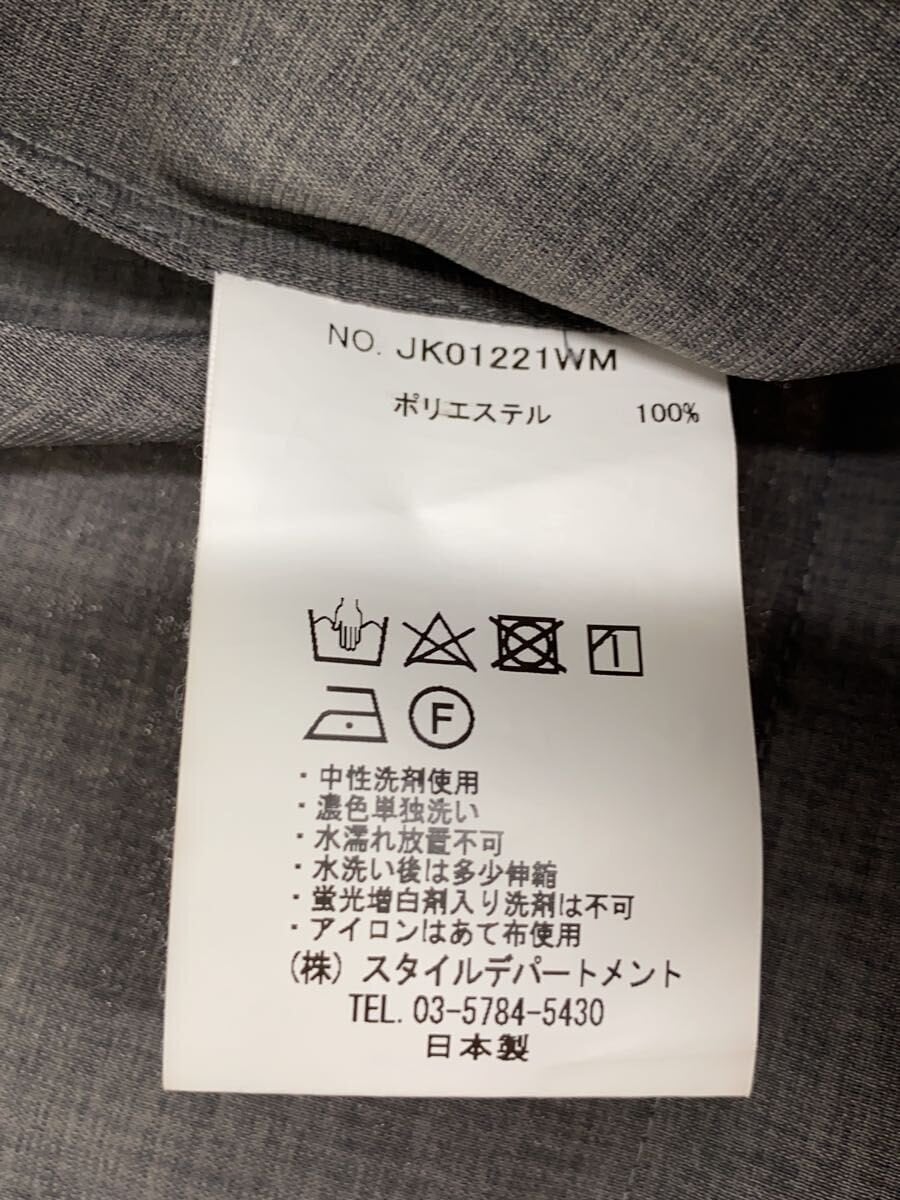 NO. JK01221WM
ポリエステル 100%
F
・中性洗剤使用
・濃色単独洗い
・水濡れ放置不可
・水洗い後は多少伸縮
・蛍光増白剤入り洗剤は不可
・アイロンはあて布使用
(株) スタイルデパートメント
TEL. 03-5784-5430
日本製